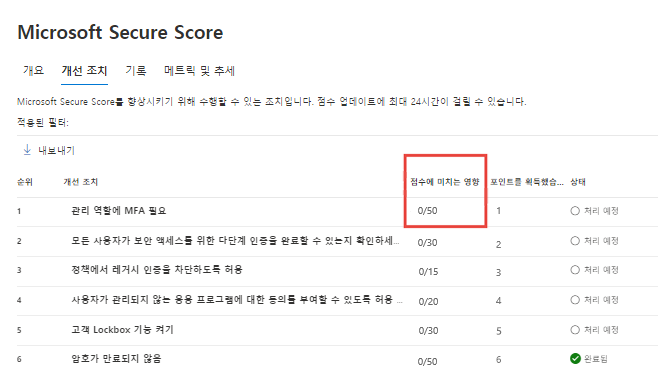 Microsoft Secure Score
개요 개선 조치 기록 메트릭 및 추세
Microsoft Secure Score를 향상시키기 위해 수행할 수 있는 조치입니다. 점수 업데이트에 최대 24시간이 걸릴 수 있습니다.
적용된 필터:
내보내기
순위 개선 조치 점수에 미치는 영향 포인트를 획득했습... 상태
1 관리 역할에 MFA 필요 0/50 1 처리 예정
2 모든 사용자가 보안 액세스를 위한 다단계 인증을 완료할 수 있는지 확인하세... 0/30 2 처리 예정
3 정책에서 레거시 인증을 차단하도록 허용 0/15 3 처리 예정
4 사용자가 관리되지 않는 응용 프로그램에 대한 동의를 부여할 수 있도록 허용 ... 0/20 4 처리 예정
5 고객 Lockbox 기능 켜기 0/30 5 처리 예정
6 암호가 만료되지 않음 0/50 6 완료됨